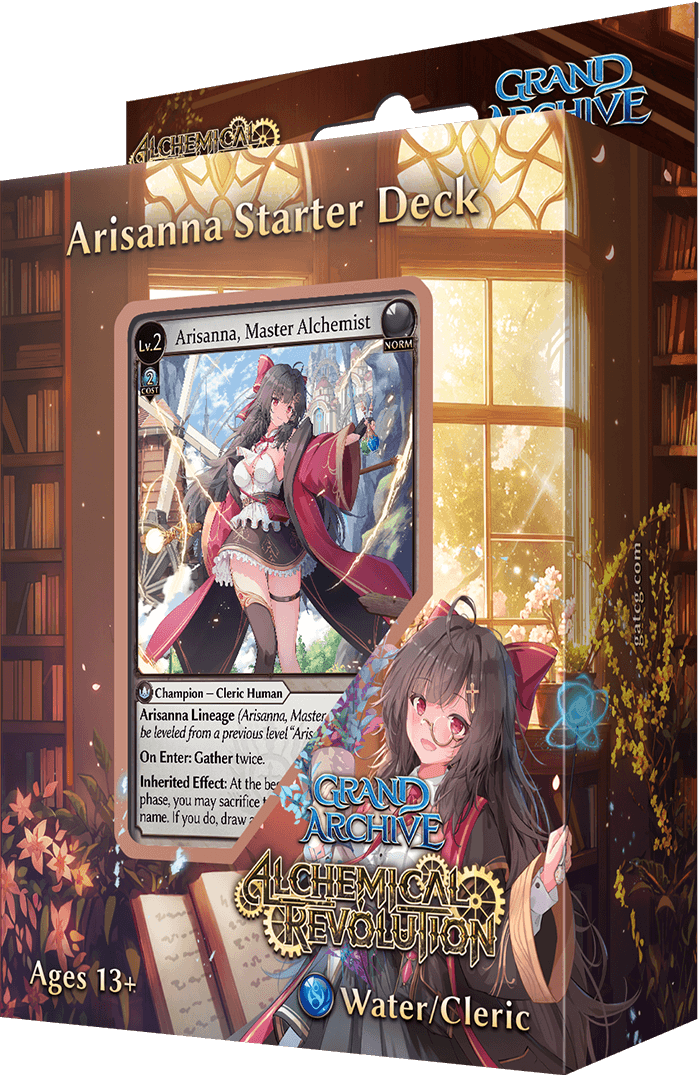 GRAND
ARCHIVE
ALCHEMICAL
Arisanna Starter Deck
Lv.2
Arisanna, Master Alchemist
NORM
2
COST
Champion – Cleric Human
Arisanna Lineage (Arisanna, Master
be leveled from a previous level "Aris
On Enter: Gather twice.
Inherited Effect: At the be
phase, you may sacrifice
name. If you do, draw
gatcg.com
GRAND
ARCHIVE
ALCHEMICAL
REVOLUTION
Ages 13+
Water/Cleric